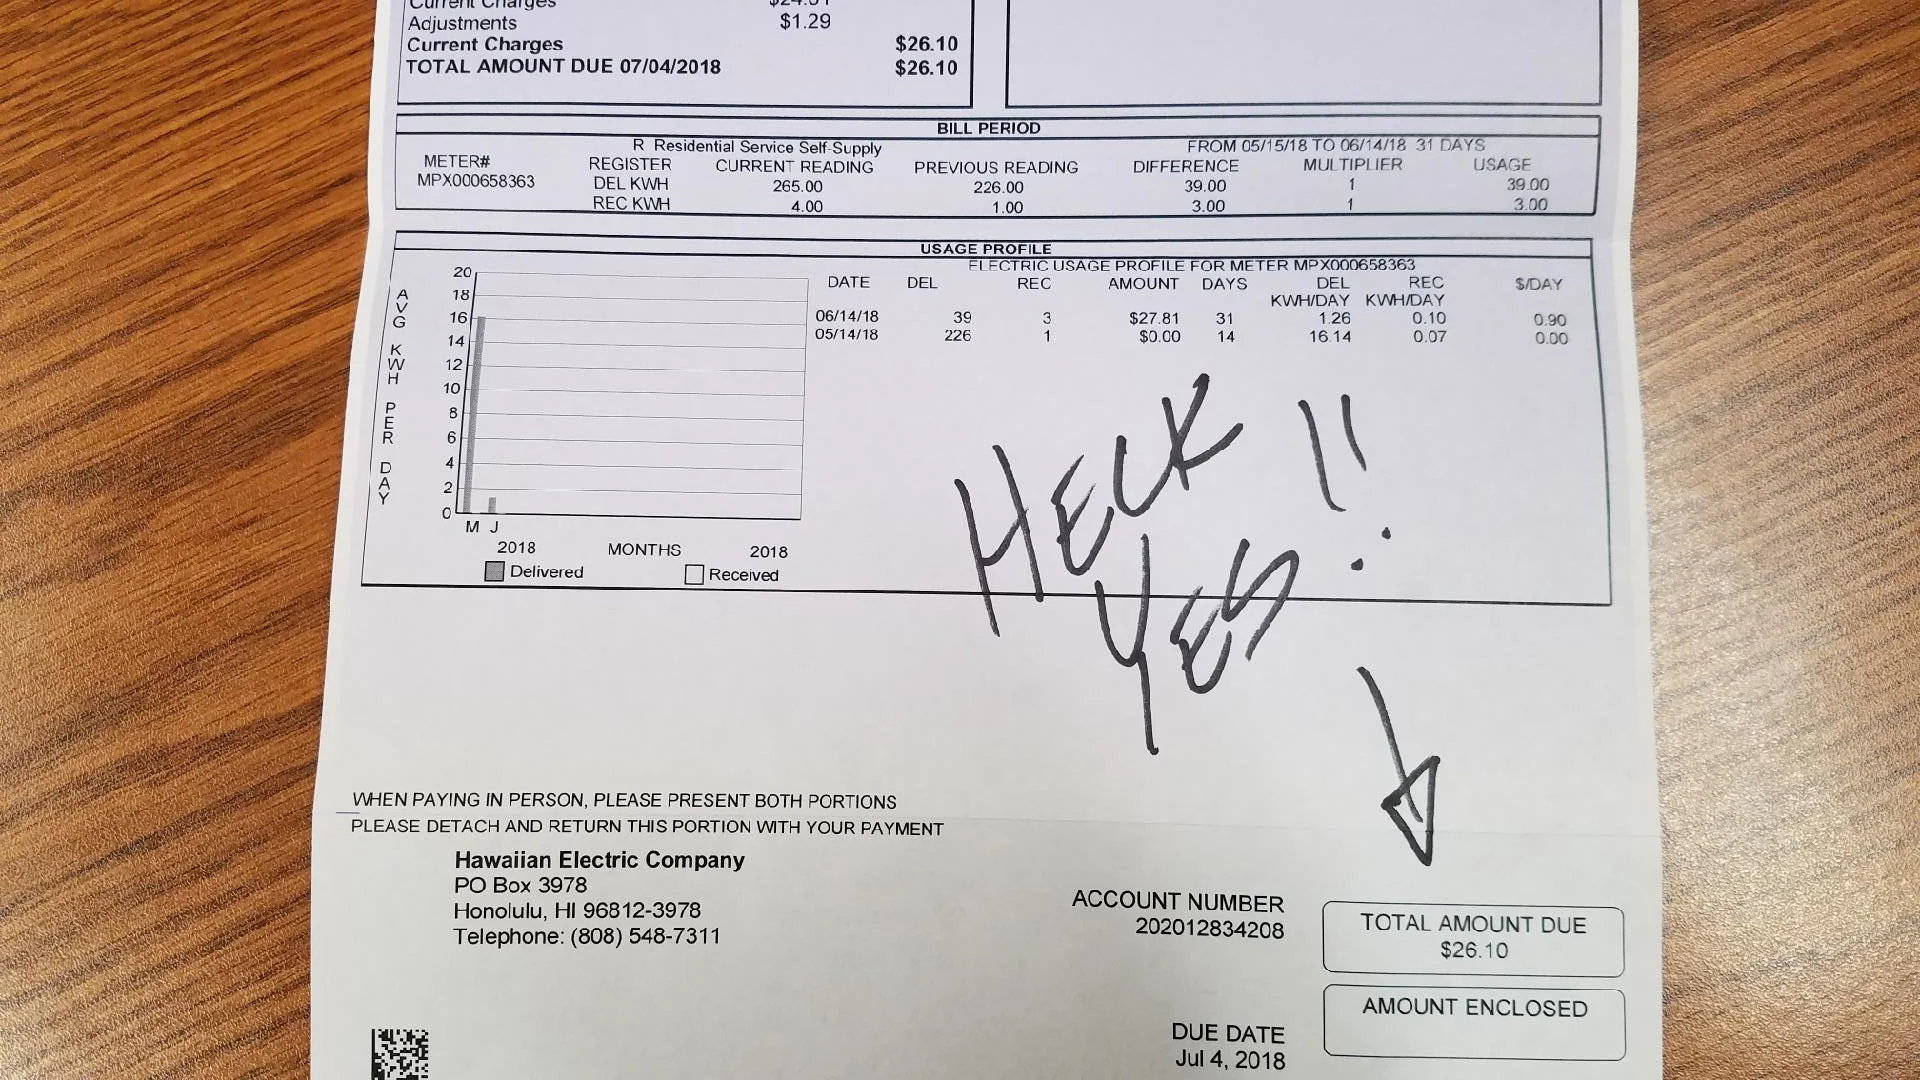 Current Charges $24.81
Adjustments $1.29
Current Charges $26.10
TOTAL AMOUNT DUE 07/04/2018 $26.10
BILL PERIOD
R Residential Service Self-Supply FROM 05/15/18 TO 06/14/18 31 DAYS
METER# REGISTER CURRENT READING PREVIOUS READING DIFFERENCE MULTIPLIER USAGE
MPX000658363 DEL KWH 265.00 226.00 39.00 1 39.00
REC KWH 4.00 1.00 3.00 1 3.00
USAGE PROFILE
ELECTRIC USAGE PROFILE FOR METER MPX000658363
DATE DEL REC AMOUNT DAYS DEL REC $/DAY
KWH/DAY KWH/DAY
06/14/18 39 3 $27.81 31 1.26 0.10 0.90
05/14/18 226 1 $0.00 14 16.14 0.07 0.00
AVG KWH PER DAY
20
18
16
14
12
10
8
6
4
2
0
M J
2018 MONTHS 2018
Delivered Received
HECK !!
YES
WHEN PAYING IN PERSON, PLEASE PRESENT BOTH PORTIONS
PLEASE DETACH AND RETURN THIS PORTION WITH YOUR PAYMENT
Hawaiian Electric Company
PO Box 3978
Honolulu, HI 96812-3978
Telephone: (808) 548-7311
ACCOUNT NUMBER
202012834208
TOTAL AMOUNT DUE
$26.10
AMOUNT ENCLOSED
DUE DATE
Jul 4, 2018